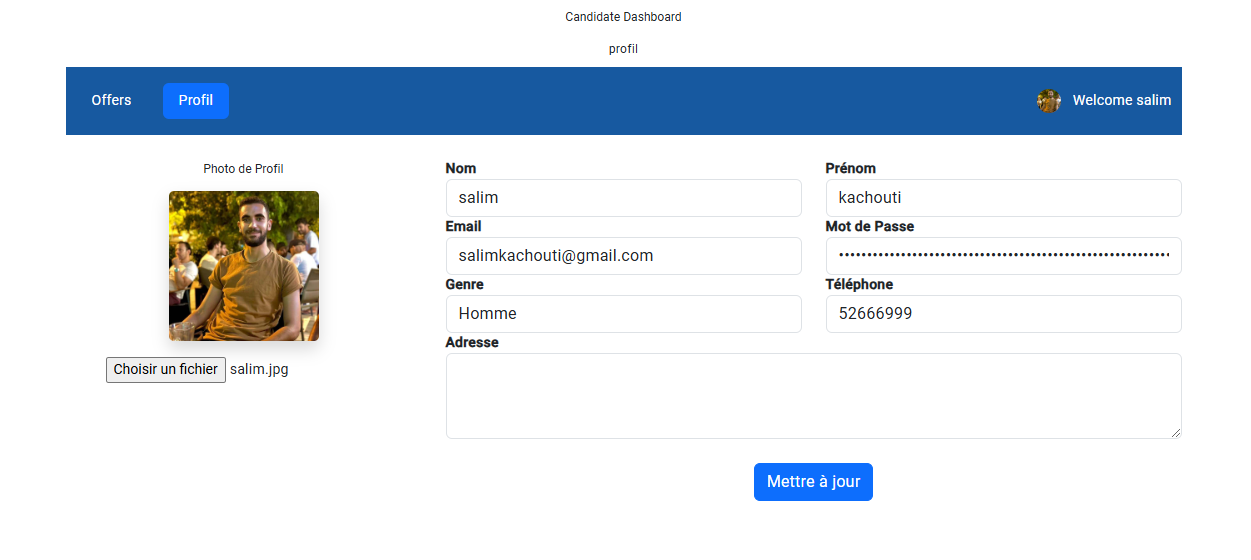 Candidate Dashboard
profil
Offers Profil Welcome salim
Photo de Profil
Choisir un fichier salim.jpg
Nom Prénom
salim kachouti
Email Mot de Passe
salimkachouti@gmail.com ••••••••••••••••••••••••••••••••••••••••••••••••••••••••••••
Genre Téléphone
Homme 52666999
Adresse
Mettre à jour